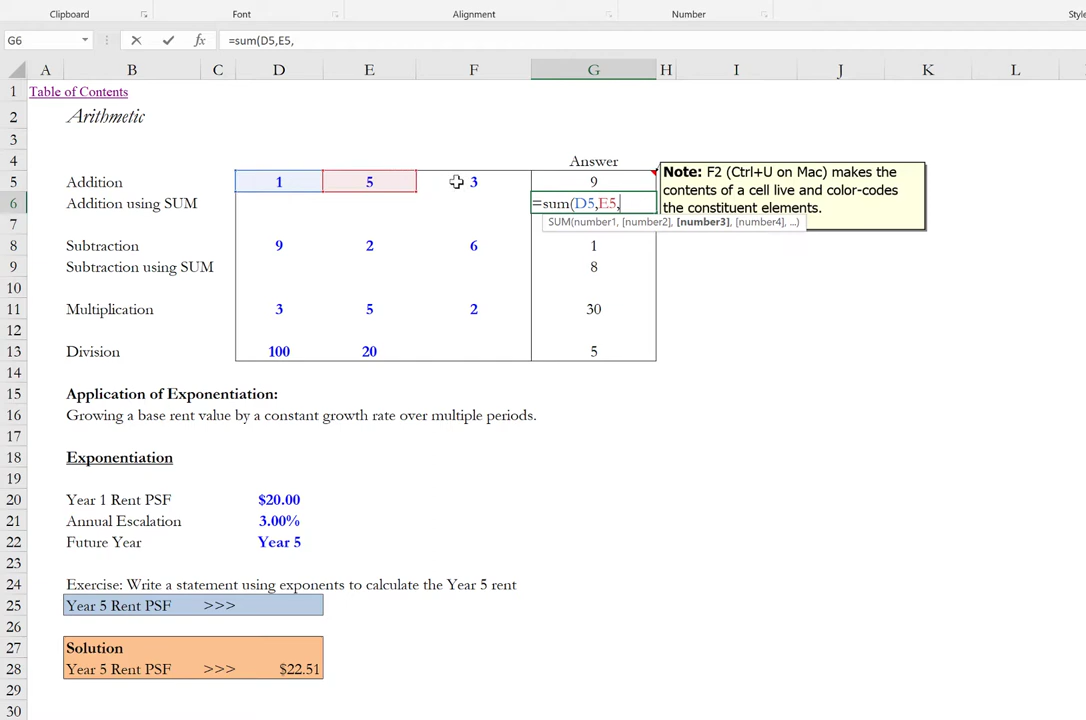 Clipboard Font Alignment Number Style
G6 fx =sum(D5,E5,
A B C D E F G H I J K L
1 Table of Contents
2 Arithmetic
3
4 Answer
5 Addition 1 5 3 9
6 Addition using SUM =sum(D5,E5,
Note: F2 (Ctrl+U on Mac) makes the
contents of a cell live and color-codes
the constituent elements.
SUM(number1, [number2], [number3], [number4], ...)
7
8 Subtraction 9 2 6 1
9 Subtraction using SUM 8
10
11 Multiplication 3 5 2 30
12
13 Division 100 20 5
14
15 Application of Exponentiation:
16 Growing a base rent value by a constant growth rate over multiple periods.
17
18 Exponentiation
19
20 Year 1 Rent PSF $20.00
21 Annual Escalation 3.00%
22 Future Year Year 5
23
24 Exercise: Write a statement using exponents to calculate the Year 5 rent
25 Year 5 Rent PSF >>>
26
27 Solution
28 Year 5 Rent PSF >>> $22.51
29
30